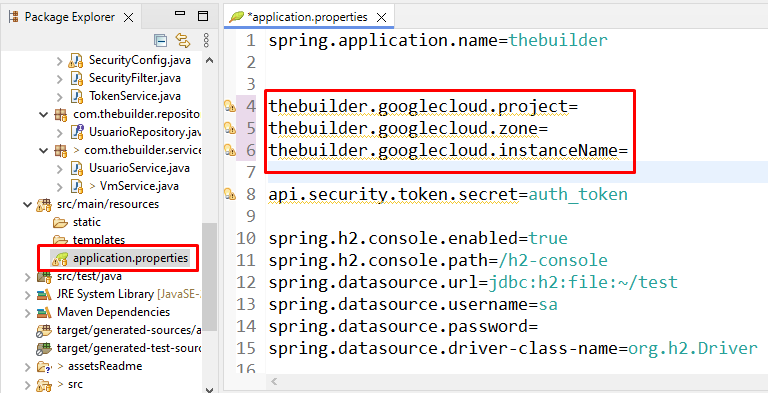 Package Explorer
SecurityConfig.java
SecurityFilter.java
TokenService.java
com.thebuilder.repositor
UsuarioRepository.java
> com.thebuilder.service
UsuarioService.java
> VmService.java
src/main/resources
static
templates
application.properties
src/test/java
JRE System Library [JavaSE-
Maven Dependencies
target/generated-sources/a
target/generated-test-sourc
> assetsReadme
> src
*application.properties
1 spring.application.name=thebuilder
2
3
4 thebuilder.googlecloud.project=
5 thebuilder.googlecloud.zone=
6 thebuilder.googlecloud.instanceName=
7
8 api.security.token.secret=auth_token
9
10 spring.h2.console.enabled=true
11 spring.h2.console.path=/h2-console
12 spring.datasource.url=jdbc:h2:file:~/test
13 spring.datasource.username=sa
14 spring.datasource.password=
15 spring.datasource.driver-class-name=org.h2.Driver
16